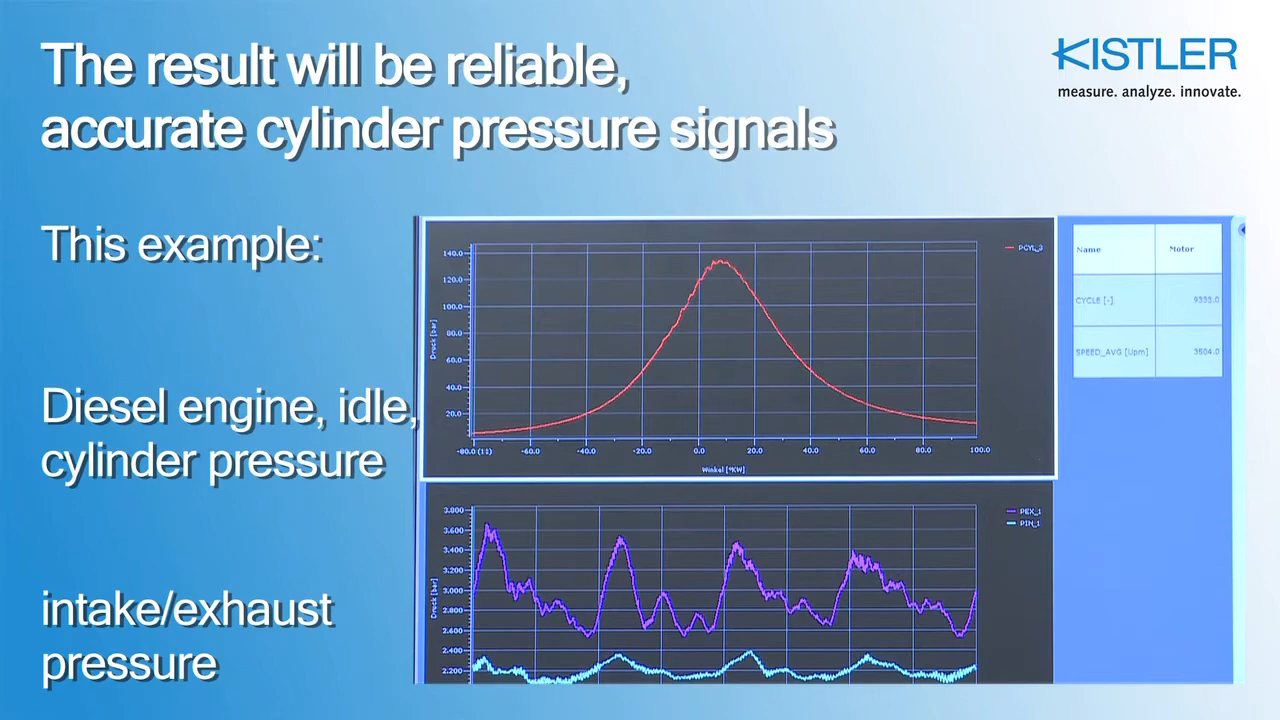 The result will be reliable,
accurate cylinder pressure signals
KISTLER
measure. analyze. innovate.
This example:
Diesel engine, idle,
cylinder pressure
intake/exhaust
pressure
140.0
120.0
100.0
80.0
60.0
40.0
20.0
Druck [bar]
-80.0 (11)
-60.0
-40.0
-20.0
0.0
20.0
40.0
60.0
80.0
100.0
Winkel [°KW]
PCYL_3
Name Motor
CYCLE [-] 9333.0
SPEED_AVG [Upm] 3504.0
3.800
3.600
3.400
3.200
3.000
2.800
2.600
2.400
2.200
Druck [bar]
PEX_1
PIN_1